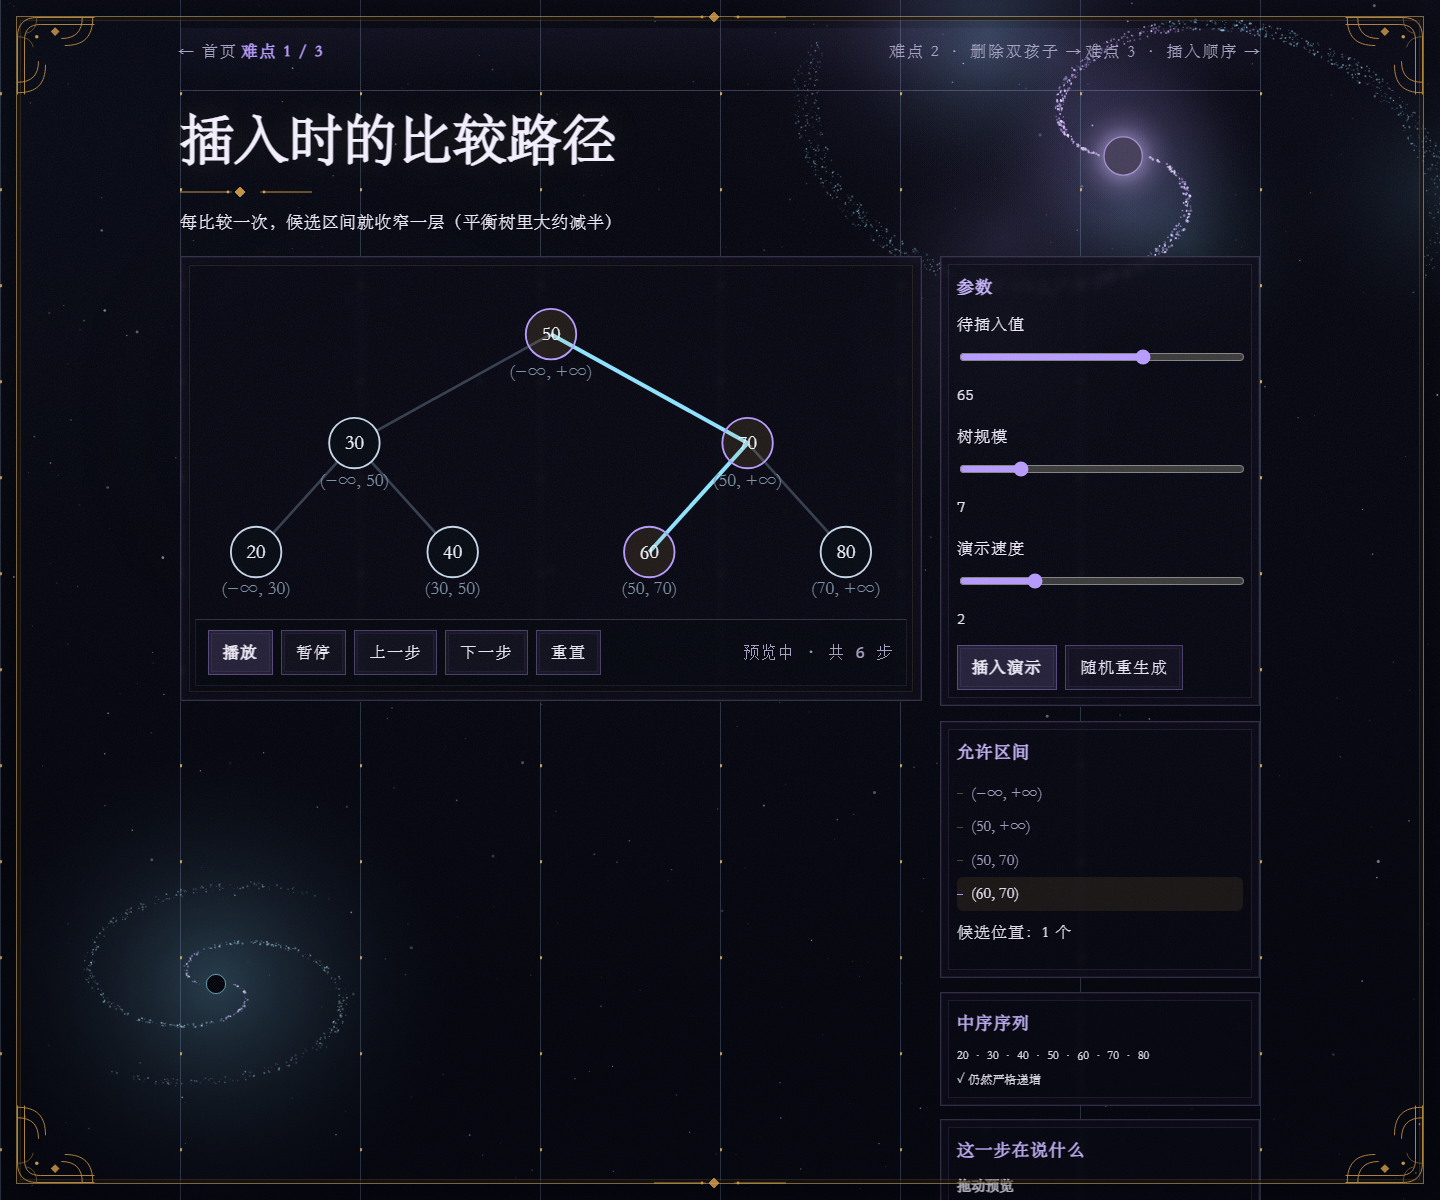 ← 首页 难点 1 / 3
难点 2 · 删除双孩子 → 难点 3 · 插入顺序 →
插入时的比较路径
每比较一次，候选区间就收窄一层（平衡树里大约减半）
50
(−∞, +∞)
30
(−∞, 50)
70
(50, +∞)
20
(−∞, 30)
40
(30, 50)
60
(50, 70)
80
(70, +∞)
播放 暂停 上一步 下一步 重置
预览中 · 共 6 步
参数
待插入值
65
树规模
7
演示速度
2
插入演示 随机重生成
允许区间
(−∞, +∞)
(50, +∞)
(50, 70)
(60, 70)
候选位置：1 个
中序序列
20 · 30 · 40 · 50 · 60 · 70 · 80
✓ 仍然严格递增
这一步在说什么
拖动预览